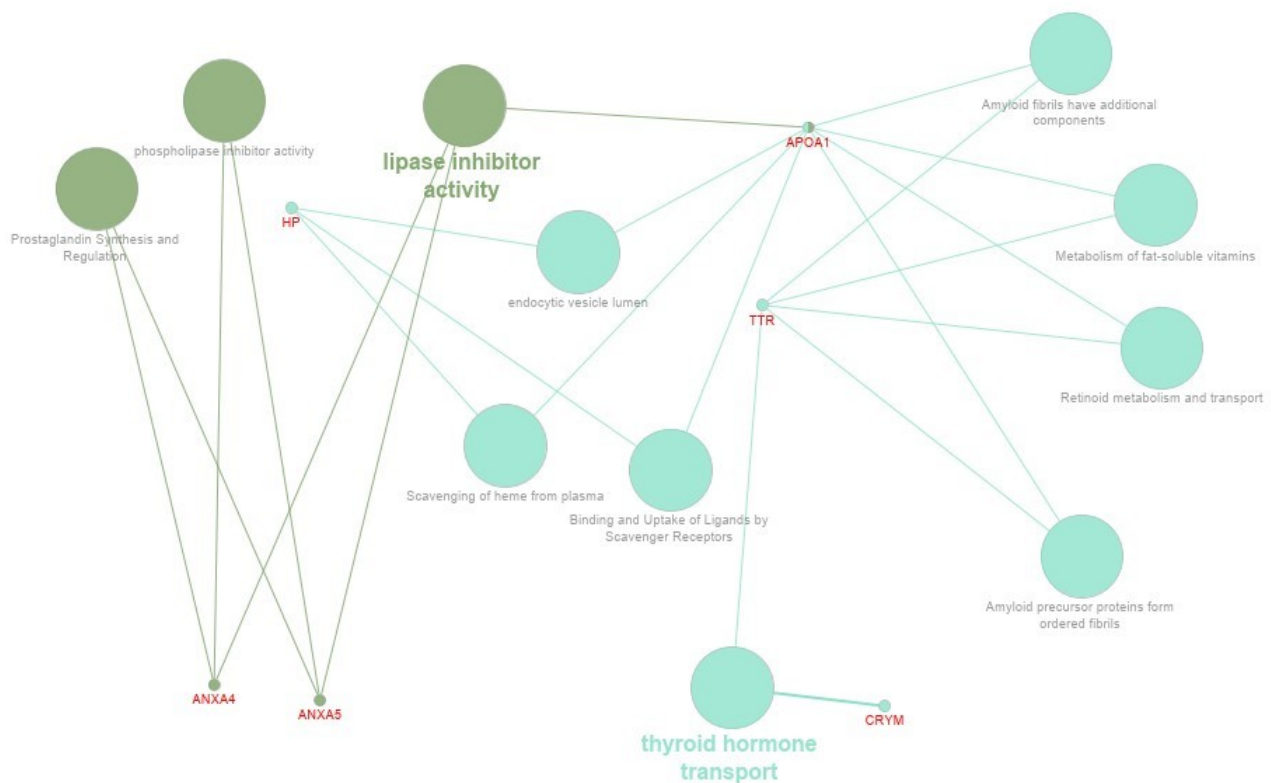 Amyloid fibrils have additional
components
phospholipase inhibitor activity
lipase inhibitor
activity
APOA1
Prostaglandin Synthesis and
Regulation
HP
endocytic vesicle lumen
Metabolism of fat-soluble vitamins
TTR
Retinoid metabolism and transport
Scavenging of heme from plasma
Binding and Uptake of Ligands by
Scavenger Receptors
Amyloid precursor proteins form
ordered fibrils
ANXA4
ANXA5
CRYM
thyroid hormone
transport